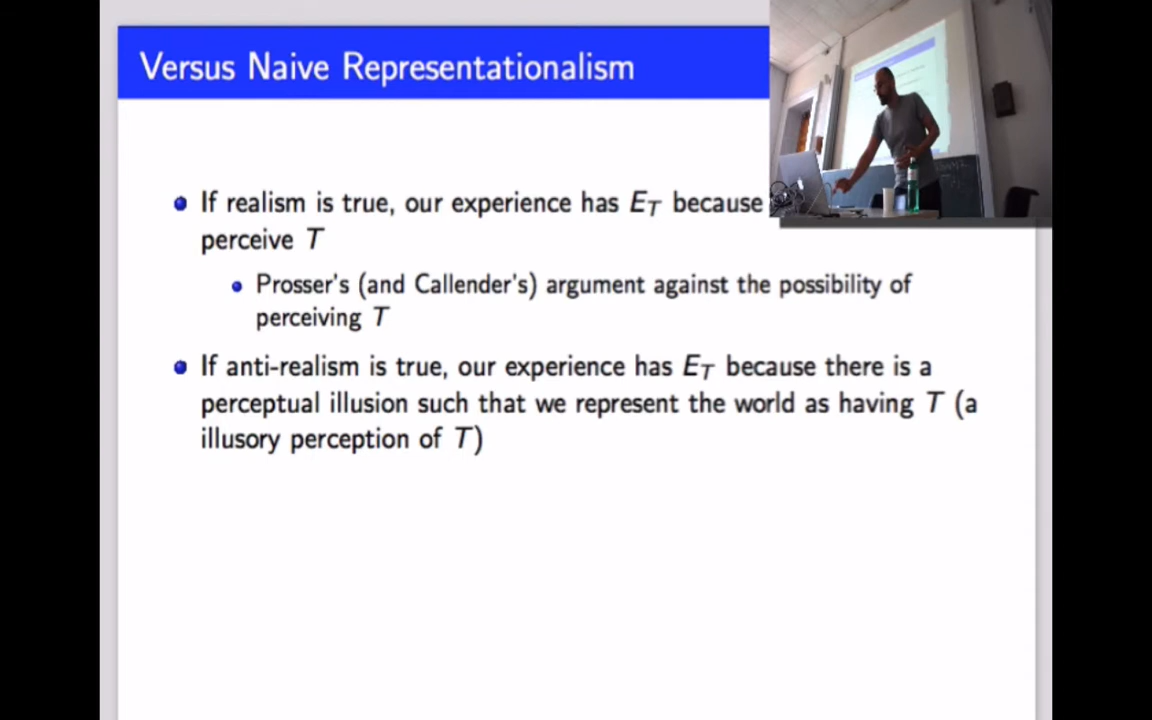 Versus Naive Representationalism
If realism is true, our experience has E_T because
perceive T
Prosser's (and Callender's) argument against the possibility of
perceiving T
If anti-realism is true, our experience has E_T because there is a
perceptual illusion such that we represent the world as having T (a
illusory perception of T)